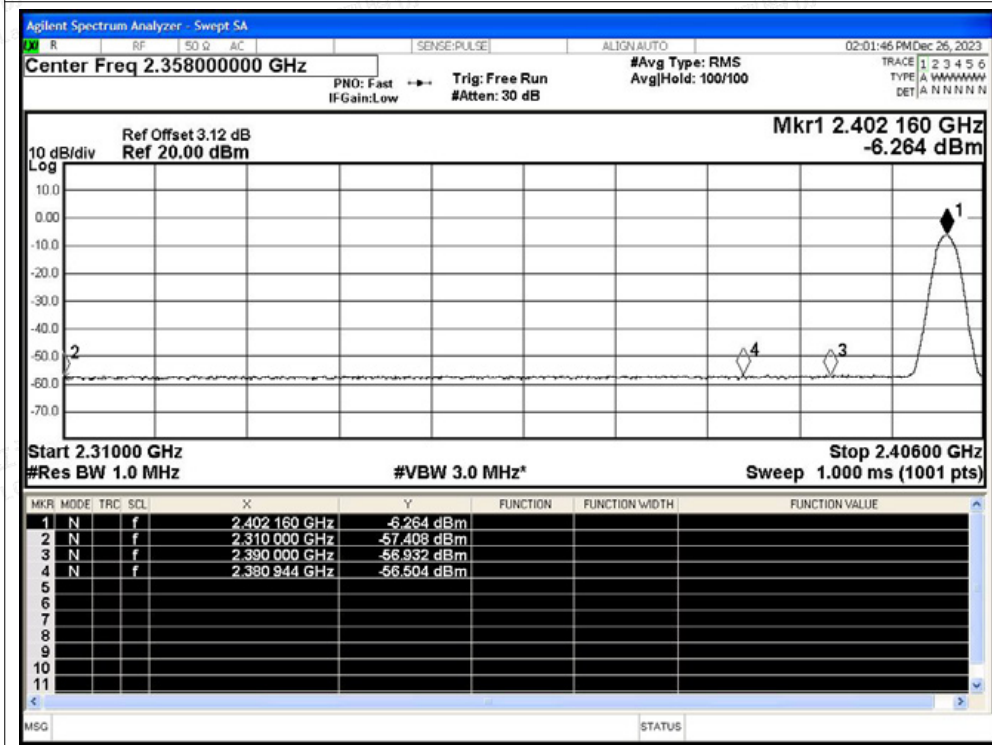 Agilent Spectrum Analyzer - Swept SA
R RF 50 Ω AC SENSE:PULSE ALIGN AUTO 02:01:46 PM Dec 26, 2023
Center Freq 2.358000000 GHz #Avg Type: RMS TRACE 1 2 3 4 5 6
PNO: Fast Trig: Free Run Avg|Hold: 100/100 TYPE A WWWWW
IFGain:Low #Atten: 30 dB DET A N N N N N
Mkr1 2.402 160 GHz
Ref Offset 3.12 dB
10 dB/div Ref 20.00 dBm -6.264 dBm
Log
10.0
0.00
1
-10.0
-20.0
-30.0
-40.0
-50.0 2 4 3
-60.0
-70.0
Start 2.31000 GHz Stop 2.40600 GHz
#Res BW 1.0 MHz #VBW 3.0 MHz* Sweep 1.000 ms (1001 pts)
MKR MODE TRC SCL X Y FUNCTION FUNCTION WIDTH FUNCTION VALUE
1 N f 2.402 160 GHz -6.264 dBm
2 N f 2.310 000 GHz -57.408 dBm
3 N f 2.390 000 GHz -56.932 dBm
4 N f 2.380 944 GHz -56.504 dBm
5
6
7
8
9
10
11
MSG STATUS